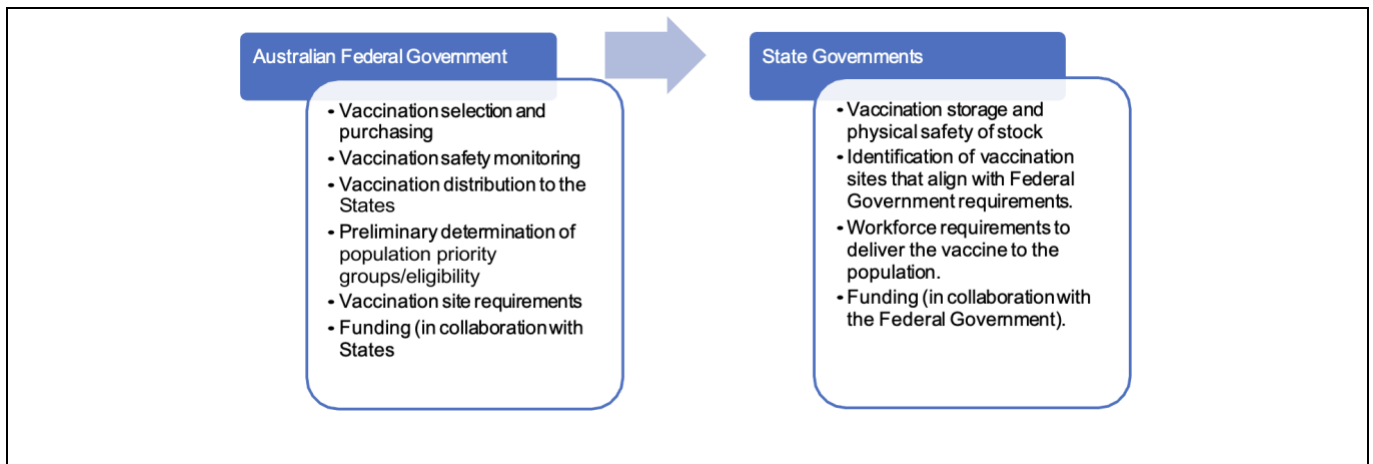 Australian Federal Government
• Vaccination selection and
purchasing
• Vaccination safety monitoring
• Vaccination distribution to the
States
• Preliminary determination of
population priority
groups/eligibility
• Vaccination site requirements
• Funding (in collaboration with
States
State Governments
• Vaccination storage and
physical safety of stock
• Identification of vaccination
sites that align with Federal
Government requirements.
• Workforce requirements to
deliver the vaccine to the
population.
• Funding (in collaboration with
the Federal Government).